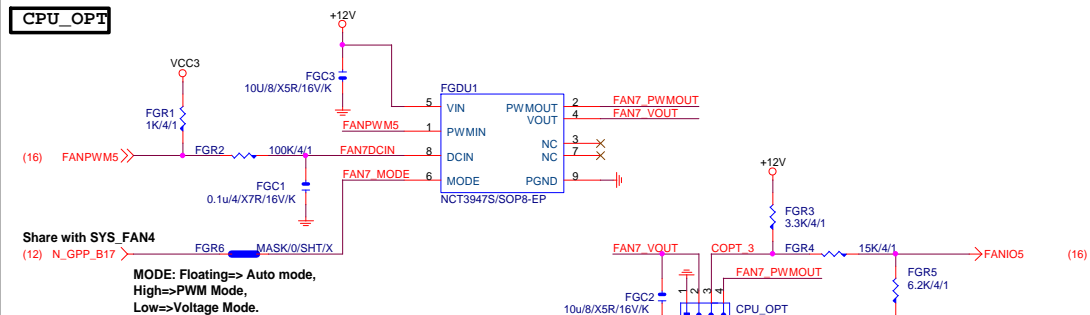 CPU_OPT
+12V
VCC3
FGC3
10U/8/X5R/16V/K
FGDU1
FGR1
1K/4/1
5 VIN
PWMOUT 2 FAN7_PWMOUT
VOUT 4 FAN7_VOUT
FANPWM5 1 PWMIN
NC 3
(16) FANPWM5 FGR2 100K/4/1 FAN7DCIN 8 DCIN
NC 7
FAN7_MODE 6 MODE
PGND 9
FGC1
0.1u/4/X7R/16V/K
NCT3947S/SOP8-EP
+12V
FGR3
3.3K/4/1
Share with SYS_FAN4
(12) N_GPP_B17 FGR6 MASK/0/SHT/X
FAN7_VOUT COPT_3 FGR4 15K/4/1 FANIO5 (16)
MODE: Floating=> Auto mode,
High=>PWM Mode,
Low=>Voltage Mode.
FAN7_PWMOUT
FGR5
6.2K/4/1
FGC2
10u/8/X5R/16V/K
1 2 3 4
CPU_OPT